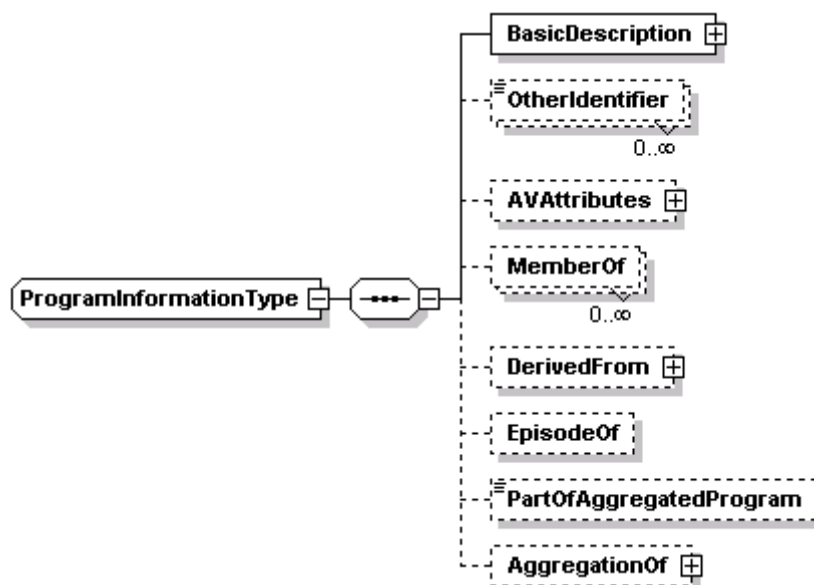 BasicDescription
OtherIdentifier
0..∞
AVAttributes
MemberOf
0..∞
ProgramInformationType
DerivedFrom
EpisodeOf
PartOfAggregatedProgram
AggregationOf